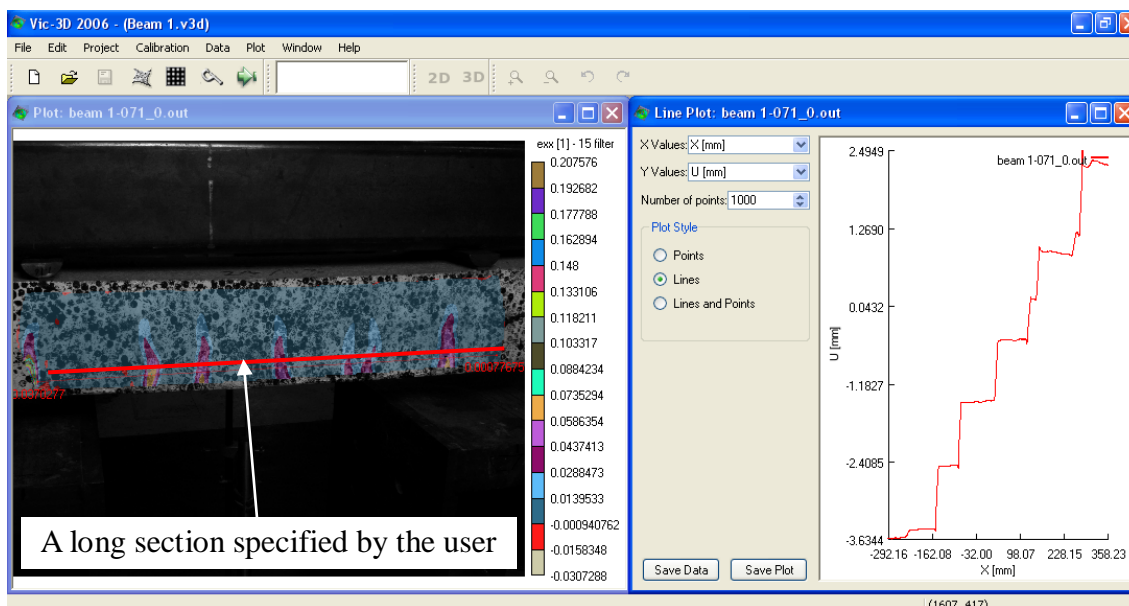 Vic-3D 2006 - (Beam 1.v3d)
File Edit Project Calibration Data Plot Window Help
2D 3D
Plot: beam 1-071_0.out
exx [1] - 15 filter
0.207576
0.192682
0.177788
0.162894
0.148
0.133106
0.118211
0.103317
0.0884234
0.0735294
0.0586354
0.0437413
0.0288473
0.0139533
-0.000940762
-0.0158348
-0.0307288
A long section specified by the user
Line Plot: beam 1-071_0.out
X Values: X [mm]
Y Values: U [mm]
Number of points: 1000
Plot Style
Points
Lines
Lines and Points
Save Data Save Plot
beam 1-071_0.out
2.4949
1.2690
0.0432
-1.1827
-2.4085
-3.6344
U [mm]
-292.16 -162.08 -32.00 98.07 228.15 358.23
X [mm]
(1607, 417)